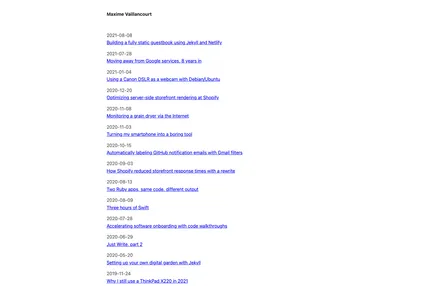 Maxime Vaillancourt
2021-08-08
Building a fully static guestbook using Jekyll and Netlify
2021-07-28
Moving away from Google services, 8 years in
2021-01-04
Using a Canon DSLR as a webcam with Debian/Ubuntu
2020-12-20
Optimizing server-side storefront rendering at Shopify
2020-11-08
Monitoring a grain dryer via the Internet
2020-11-03
Turning my smartphone into a boring tool
2020-10-15
Automatically labeling GitHub notification emails with Gmail filters
2020-09-03
How Shopify reduced storefront response times with a rewrite
2020-08-13
Two Ruby apps, same code, different output
2020-08-09
Three hours of Swift
2020-07-28
Accelerating software onboarding with code walkthroughs
2020-06-29
Just Write, part 2
2020-05-20
Setting up your own digital garden with Jekyll
2019-11-24
Why I still use a ThinkPad X220 in 2021